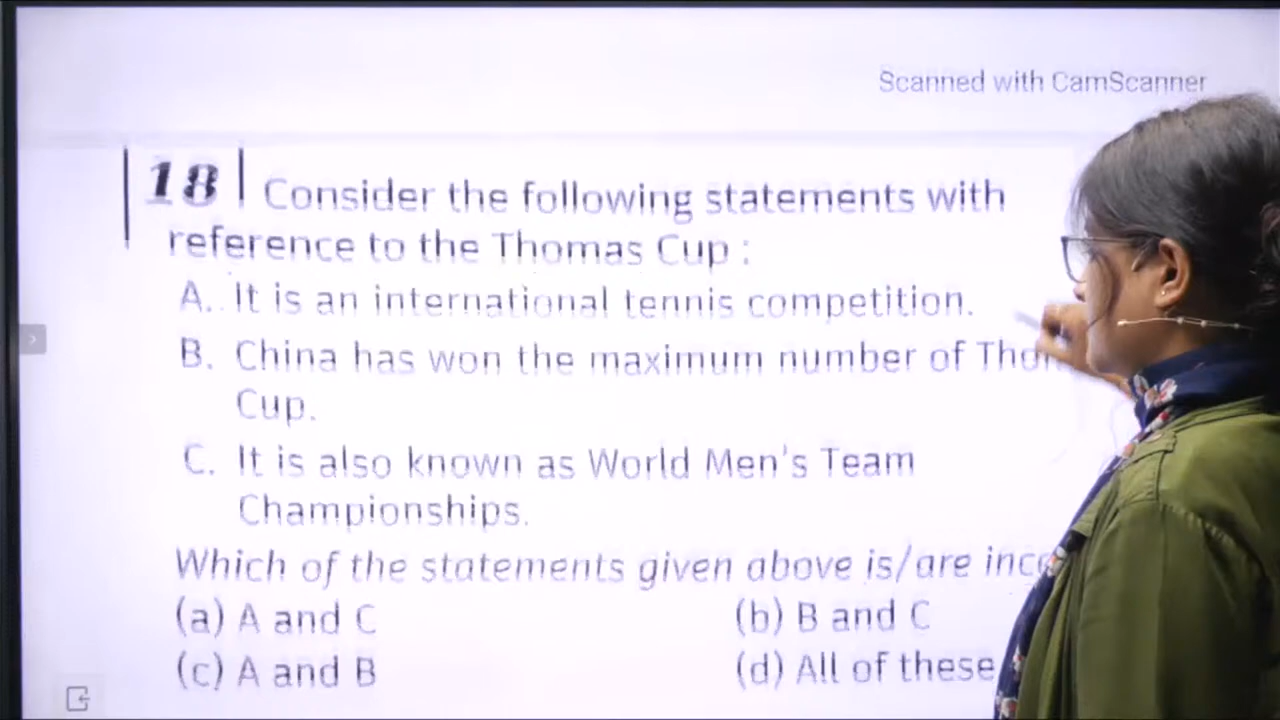 Scanned with CamScanner
18 Consider the following statements with
reference to the Thomas Cup :
A. It is an international tennis competition.
B. China has won the maximum number of
Cup.
C. It is also known as World Men's Team
Championships.
Which of the statements given above is/are
(a) A and C (b) B and C
(c) A and B (d) All of these